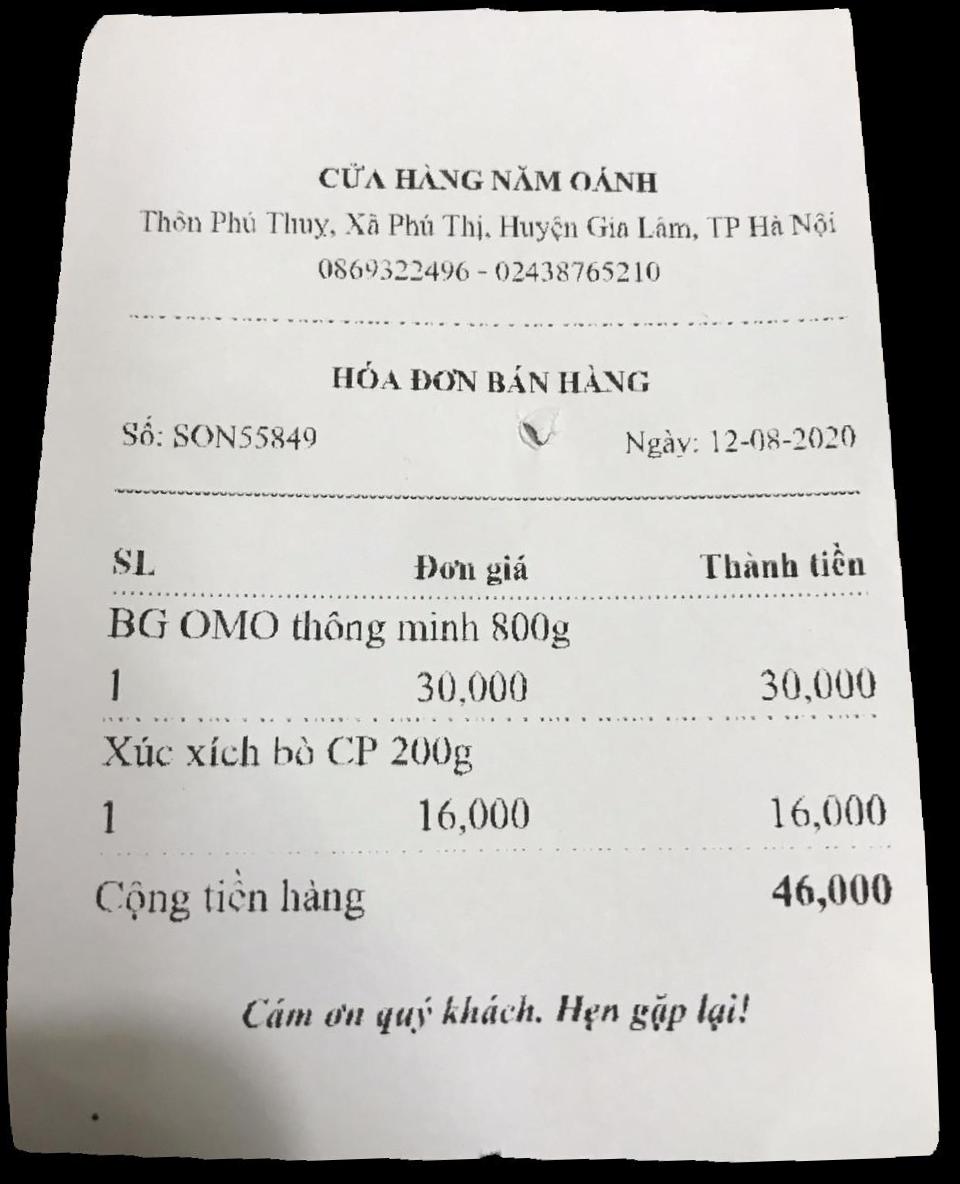 CỬA HÀNG NĂM OÁNH
Thôn Phú Thuỵ, Xã Phú Thị, Huyện Gia Lâm, TP Hà Nội
0869322496 - 02438765210
HÓA ĐƠN BÁN HÀNG
Số: SON55849 Ngày: 12-08-2020
SL Đơn giá Thành tiền
BG OMO thông minh 800g
1 30,000 30,000
Xúc xích bò CP 200g
1 16,000 16,000
Cộng tiền hàng 46,000
Cám ơn quý khách. Hẹn gặp lại!